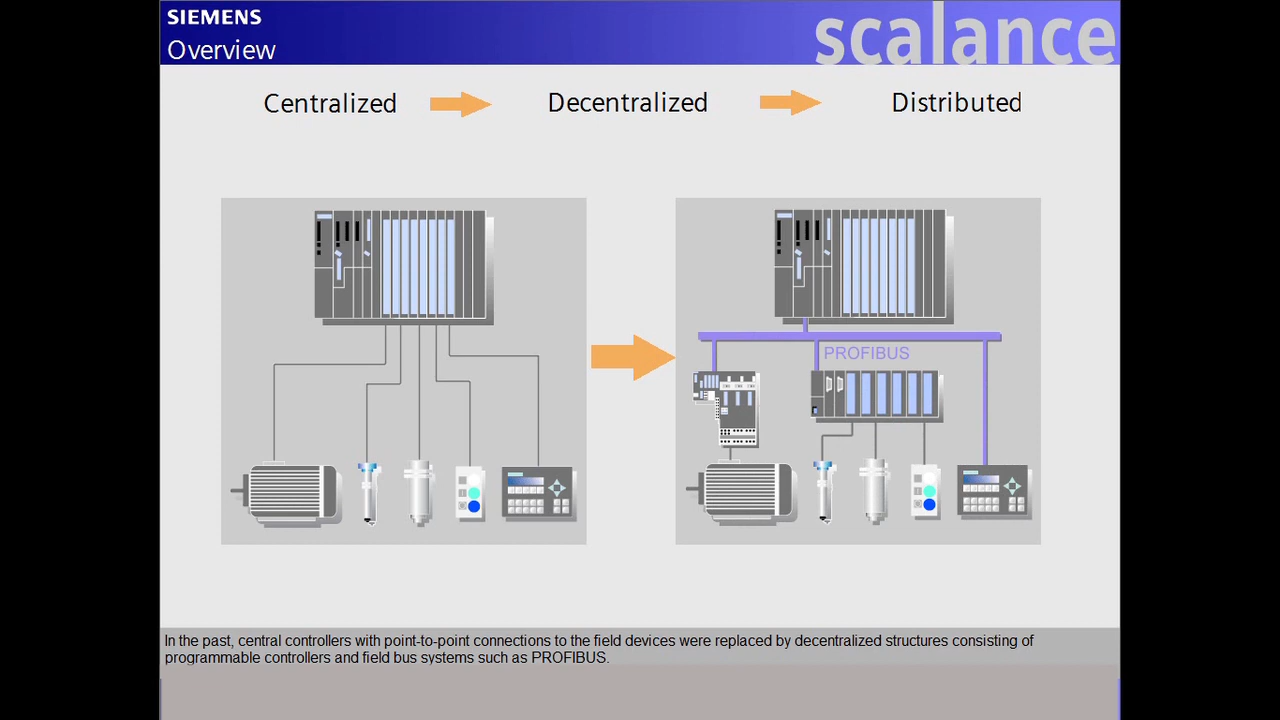 SIEMENS
Overview
scalance
Centralized
Decentralized
Distributed
PROFIBUS
In the past, central controllers with point-to-point connections to the field devices were replaced by decentralized structures consisting of
programmable controllers and field bus systems such as PROFIBUS.